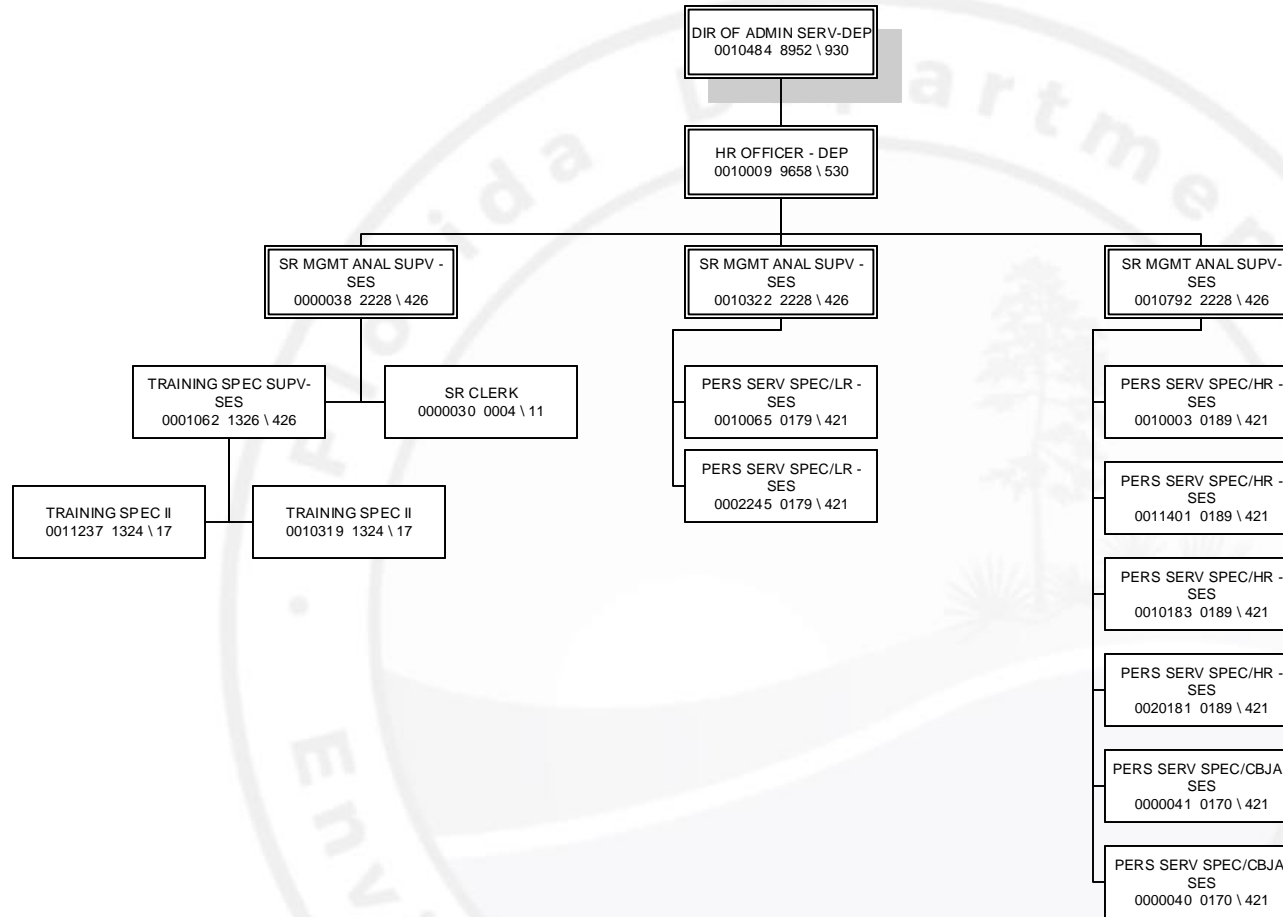 DIR OF ADMIN SERV-DEP
0010484 8952 \ 930
HR OFFICER - DEP
0010009 9658 \ 530
SR MGMT ANAL SUPV -
SES
0000038 2228 \ 426
SR MGMT ANAL SUPV -
SES
0010322 2228 \ 426
SR MGMT ANAL SUPV-
SES
0010792 2228 \ 426
TRAINING SPEC SUPV-
SES
0001062 1326 \ 426
SR CLERK
0000030 0004 \ 11
TRAINING SPEC II
0011237 1324 \ 17
TRAINING SPEC II
0010319 1324 \ 17
PERS SERV SPEC/LR -
SES
0010065 0179 \ 421
PERS SERV SPEC/LR -
SES
0002245 0179 \ 421
PERS SERV SPEC/HR -
SES
0010003 0189 \ 421
PERS SERV SPEC/HR -
SES
0011401 0189 \ 421
PERS SERV SPEC/HR -
SES
0010183 0189 \ 421
PERS SERV SPEC/HR -
SES
0020181 0189 \ 421
PERS SERV SPEC/CBJA
SES
0000041 0170 \ 421
PERS SERV SPEC/CBJA
SES
0000040 0170 \ 421
Florida Departmen
Envi